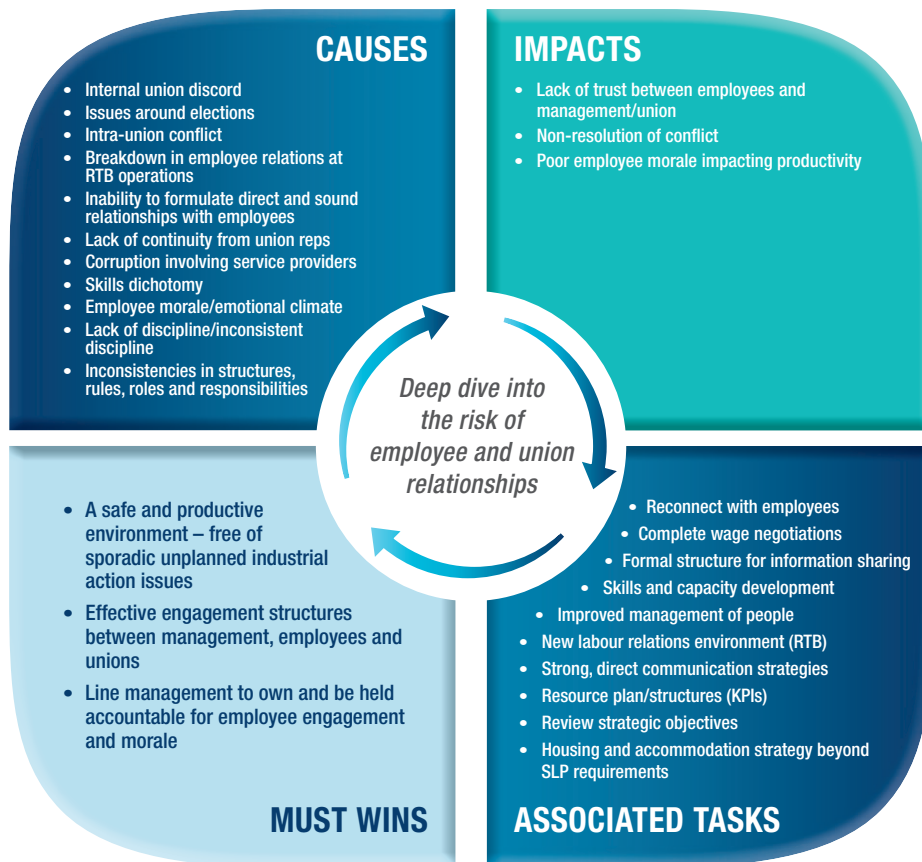 CAUSES
• Internal union discord
• Issues around elections
• Intra-union conflict
• Breakdown in employee relations at
RTB operations
• Inability to formulate direct and sound
relationships with employees
• Lack of continuity from union reps
• Corruption involving service providers
• Skills dichotomy
• Employee morale/emotional climate
• Lack of discipline/inconsistent
discipline
• Inconsistencies in structures,
rules, roles and responsibilities
IMPACTS
• Lack of trust between employees and
management/union
• Non-resolution of conflict
• Poor employee morale impacting productivity
Deep dive into
the risk of
employee and union
relationships
• A safe and productive
environment – free of
sporadic unplanned industrial
action issues
• Effective engagement structures
between management, employees and
unions
• Line management to own and be held
accountable for employee engagement
and morale
MUST WINS
• Reconnect with employees
• Complete wage negotiations
• Formal structure for information sharing
• Skills and capacity development
• Improved management of people
• New labour relations environment (RTB)
• Strong, direct communication strategies
• Resource plan/structures (KPIs)
• Review strategic objectives
• Housing and accommodation strategy beyond
SLP requirements
ASSOCIATED TASKS